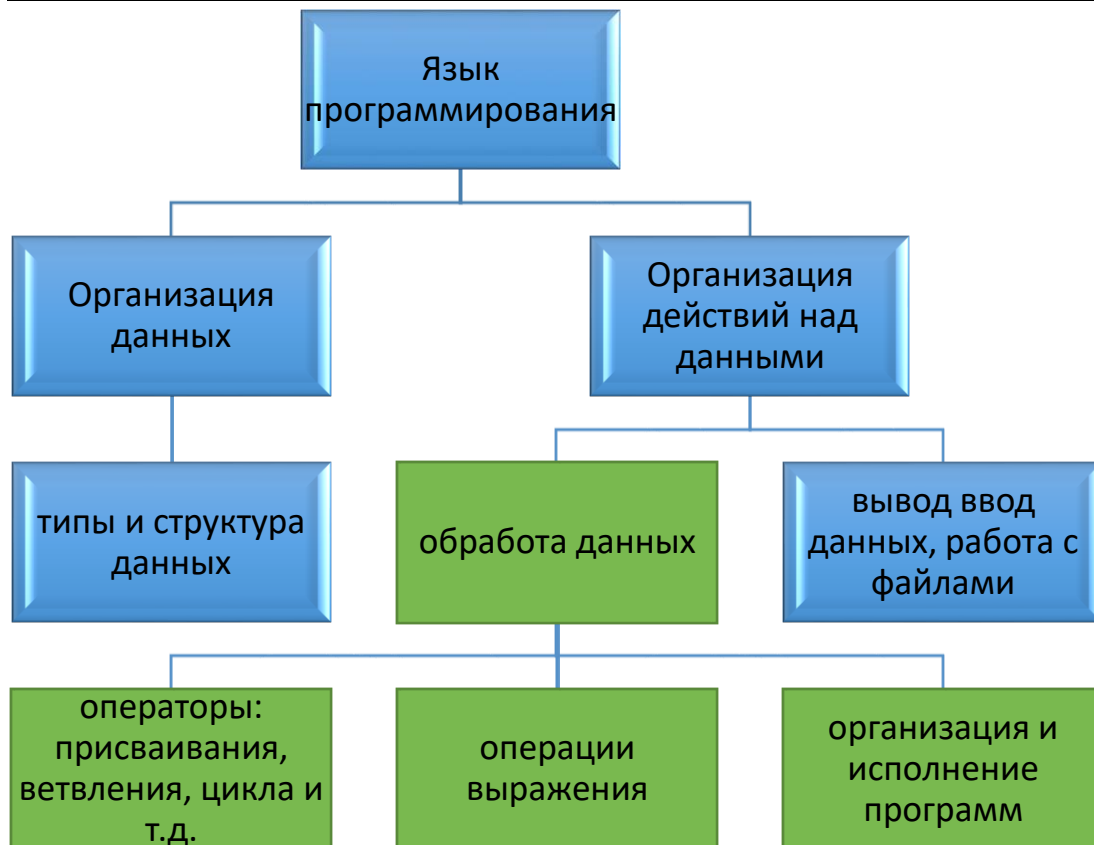 Язык
программирования
Организация
данных
Организация
действий над
данными
типы и структура
данных
обработа данных
вывод ввод
данных, работа с
файлами
операторы:
присваивания,
ветвления, цикла и
т.д.
операции
выражения
организация и
исполнение
программ